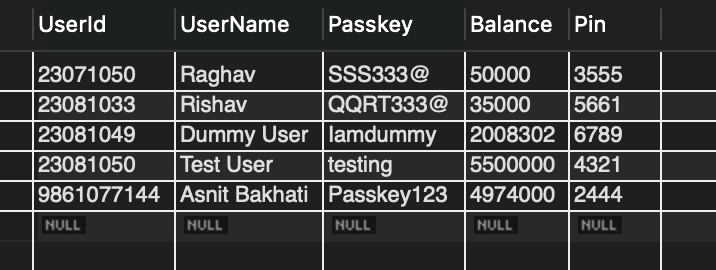 UserId UserName Passkey Balance Pin
23071050 Raghav SSS333@ 50000 3555
23081033 Rishav QQRT333@ 35000 5661
23081049 Dummy User Iamdummy 2008302 6789
23081050 Test User testing 5500000 4321
9861077144 Asnit Bakhati Passkey123 4974000 2444
NULL NULL NULL NULL NULL